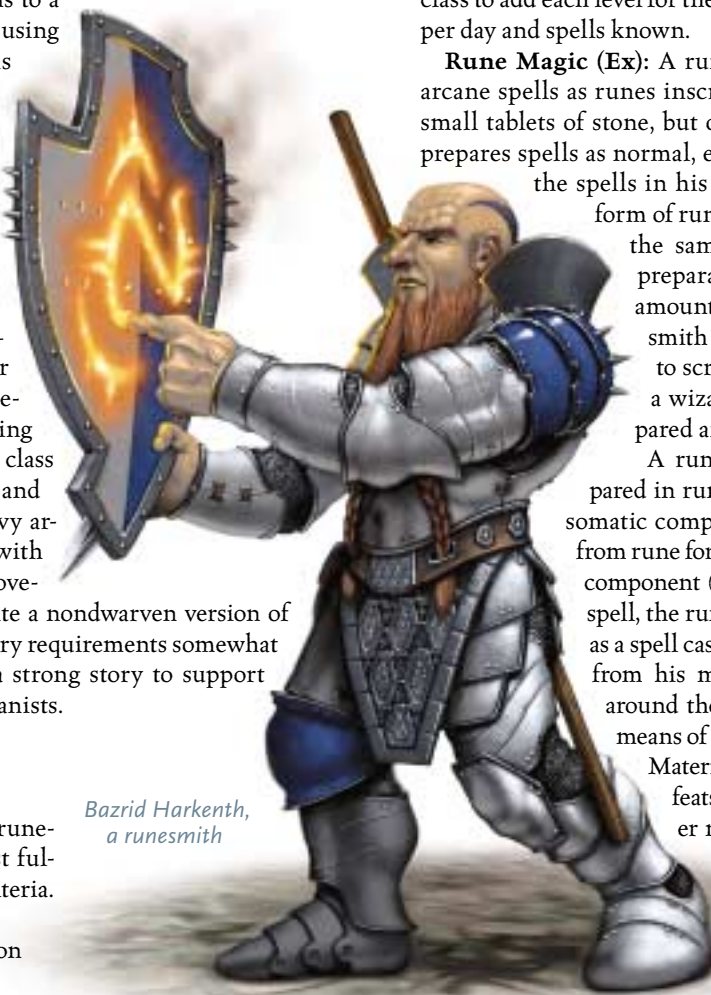 to a
using
s
-
r
e-
ing
class
and
vy ar-
with
ove-
te a nondwarven version of
ry requirements somewhat
strong story to support
anists.
rune-
st ful-
teria.
on
Bazrid Harkenth,
a runesmith
class to add each level for the
per day and spells known.
Rune Magic (Ex): A ru
arcane spells as runes inscr
small tablets of stone, but
prepares spells as normal, e
the spells in his
form of run
the sam
prepara
amount
smith
to scr
a wiza
pared a
A run
pared in ru
somatic comp
from rune for
component (
spell, the ru
as a spell cas
from his m
around the
means of
Materi
feats
er r